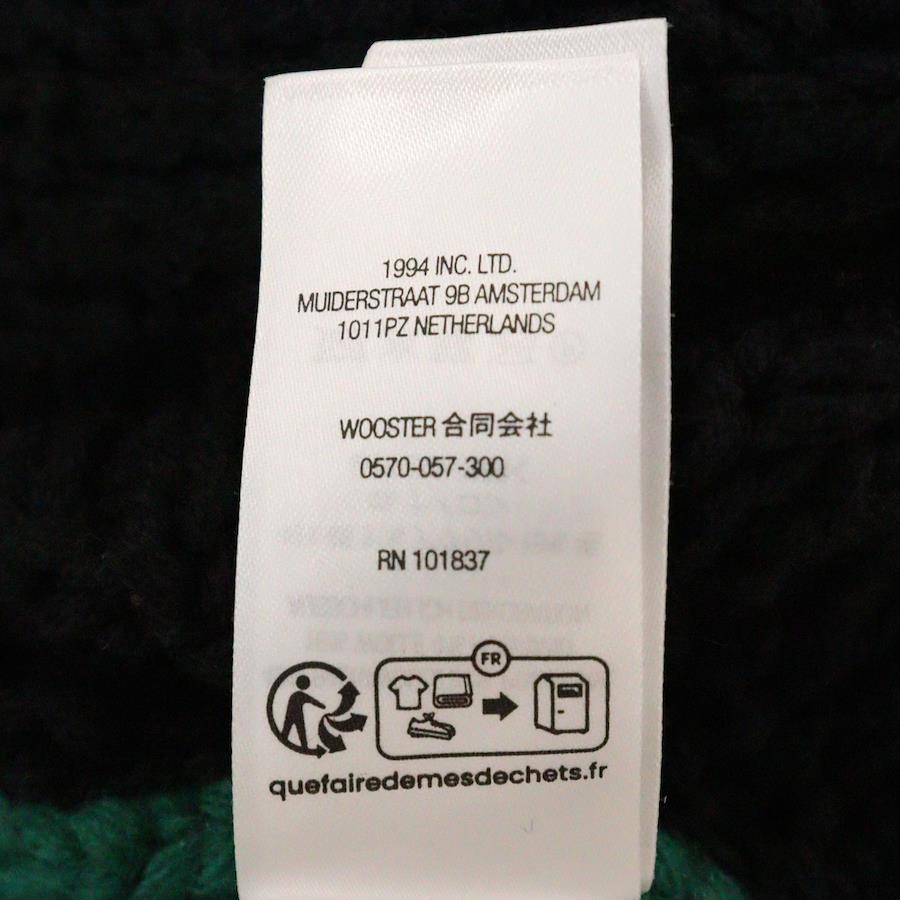 1994 INC. LTD.
MUIDERSTRAAT 9B AMSTERDAM
1011PZ NETHERLANDS
WOOSTER 合同会社
0570-057-300
RN 101837
FR
quefairedemesdechets.fr